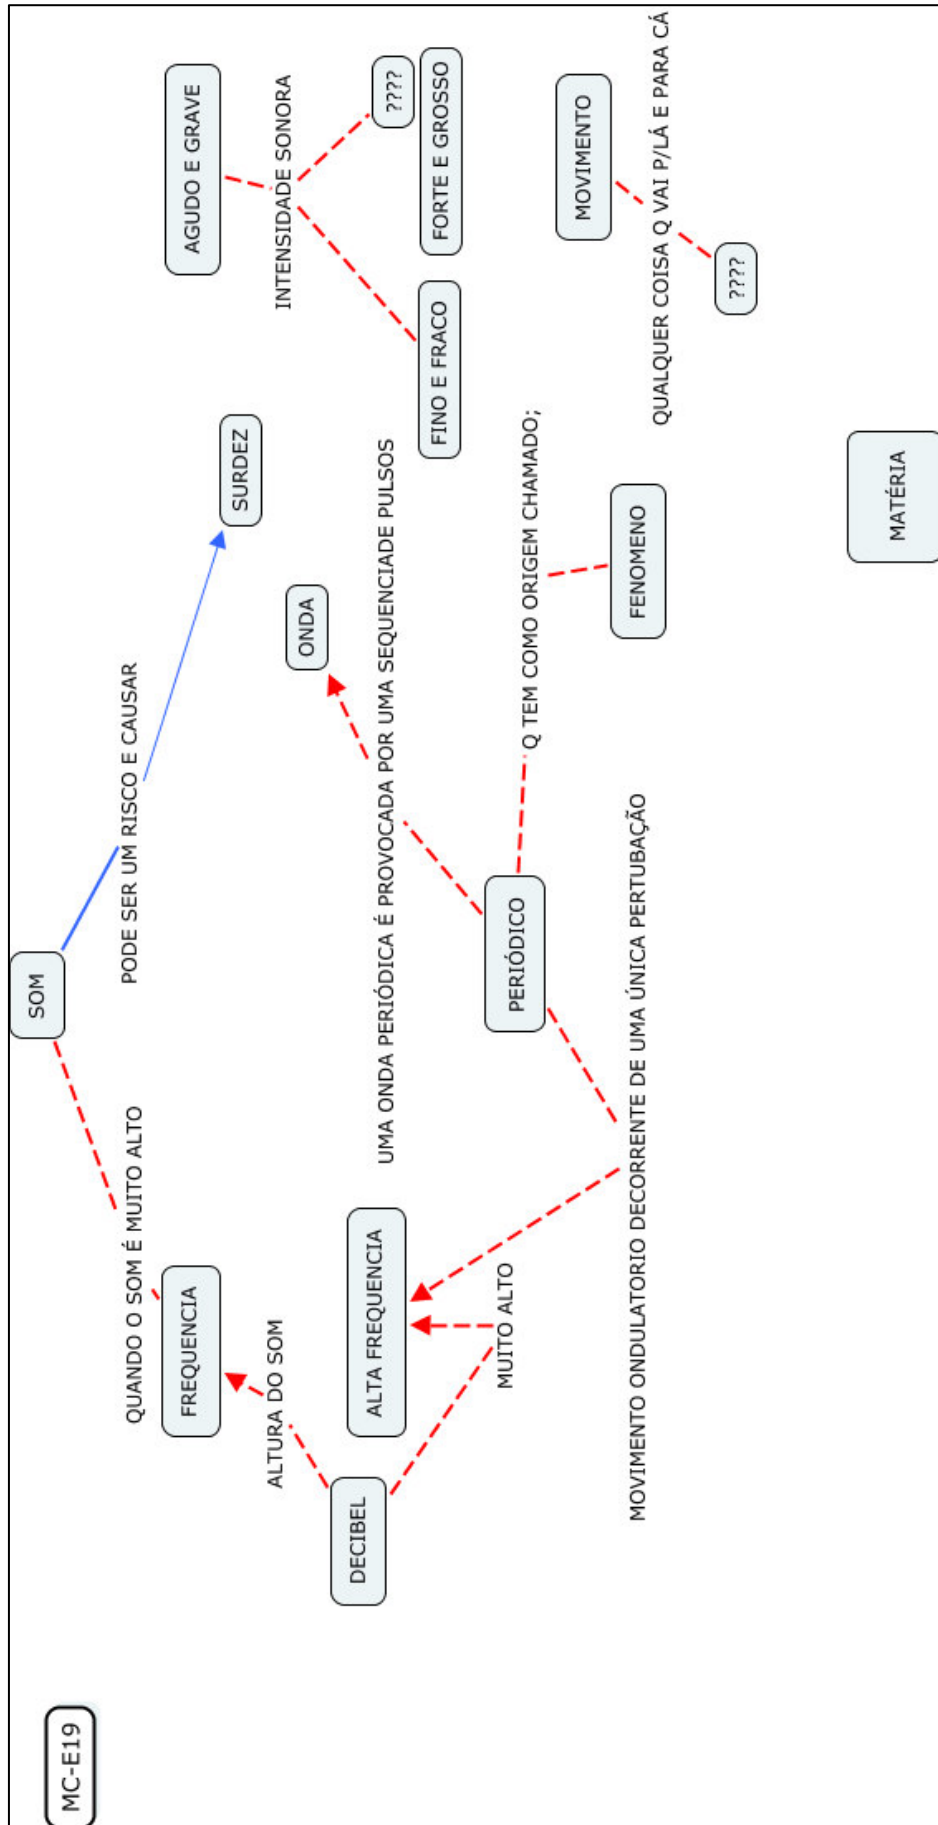 MC-E19
SOM
QUANDO O SOM É MUITO ALTO
PODE SER UM RISCO E CAUSAR
FREQUENCIA
SURDEZ
AGUDO E GRAVE
ALTURA DO SOM
ONDA
INTENSIDADE SONORA
DECIBEL
ALTA FREQUENCIA
UMA ONDA PERIÓDICA É PROVOCADA POR UMA SEQUENCIADE PULSOS
????
FINO E FRACO
FORTE E GROSSO
MUITO ALTO
PERIÓDICO
Q TEM COMO ORIGEM CHAMADO;
MOVIMENTO
FENOMENO
MOVIMENTO ONDULATORIO DECORRENTE DE UMA ÚNICA PERTUBAÇÃO
QUALQUER COISA Q VAI P/LÁ E PARA CÁ
????
MATÉRIA